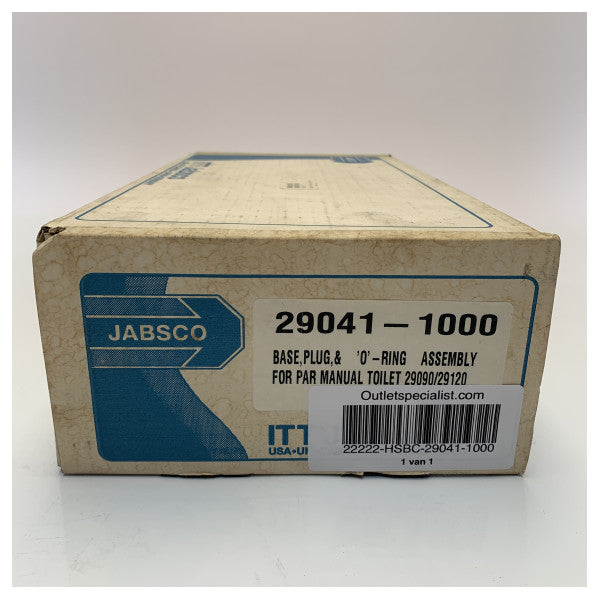 JABSCO
29041-1000
BASE,PLUG,& 'O'-RING ASSEMBLY
FOR PAR MANUAL TOILET 29090/29120
ITT
USA•U
Outletspecialist.com
22222-HSBC-29041-1000
1 van 1